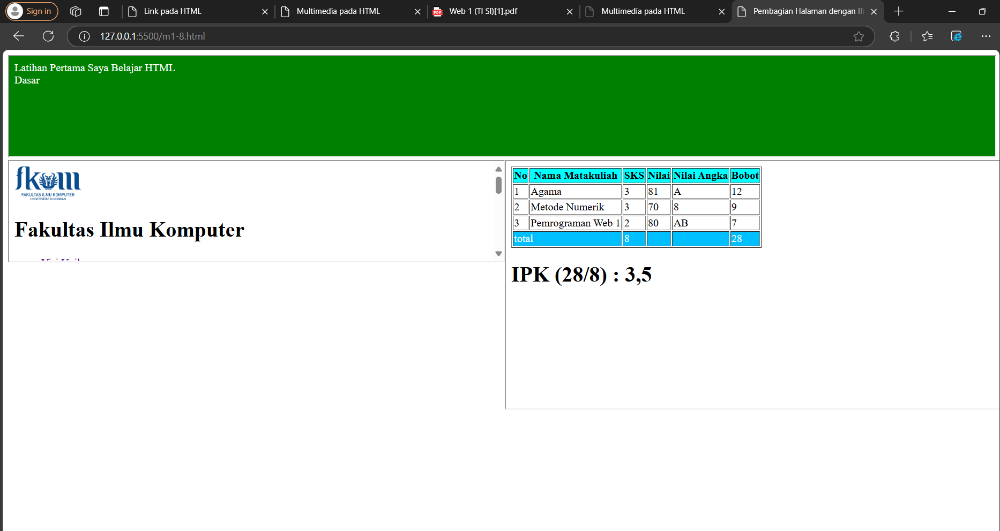 Sign in
Link pada HTML
Multimedia pada HTML
Web 1 (TI SI)[1].pdf
Multimedia pada HTML
Pembagian Halaman dengan Ifr
127.0.0.1:5500/m1-8.html
Latihan Pertama Saya Belajar HTML
Dasar
fkom
FAKULTAS ILMU KOMPUTER
UNIVERSITAS KUNINGAN
Fakultas Ilmu Komputer
No Nama Matakuliah SKS Nilai Nilai Angka Bobot
1 Agama 3 81 A 12
2 Metode Numerik 3 70 8 9
3 Pemrograman Web 1 2 80 AB 7
total 8 28
IPK (28/8) : 3,5